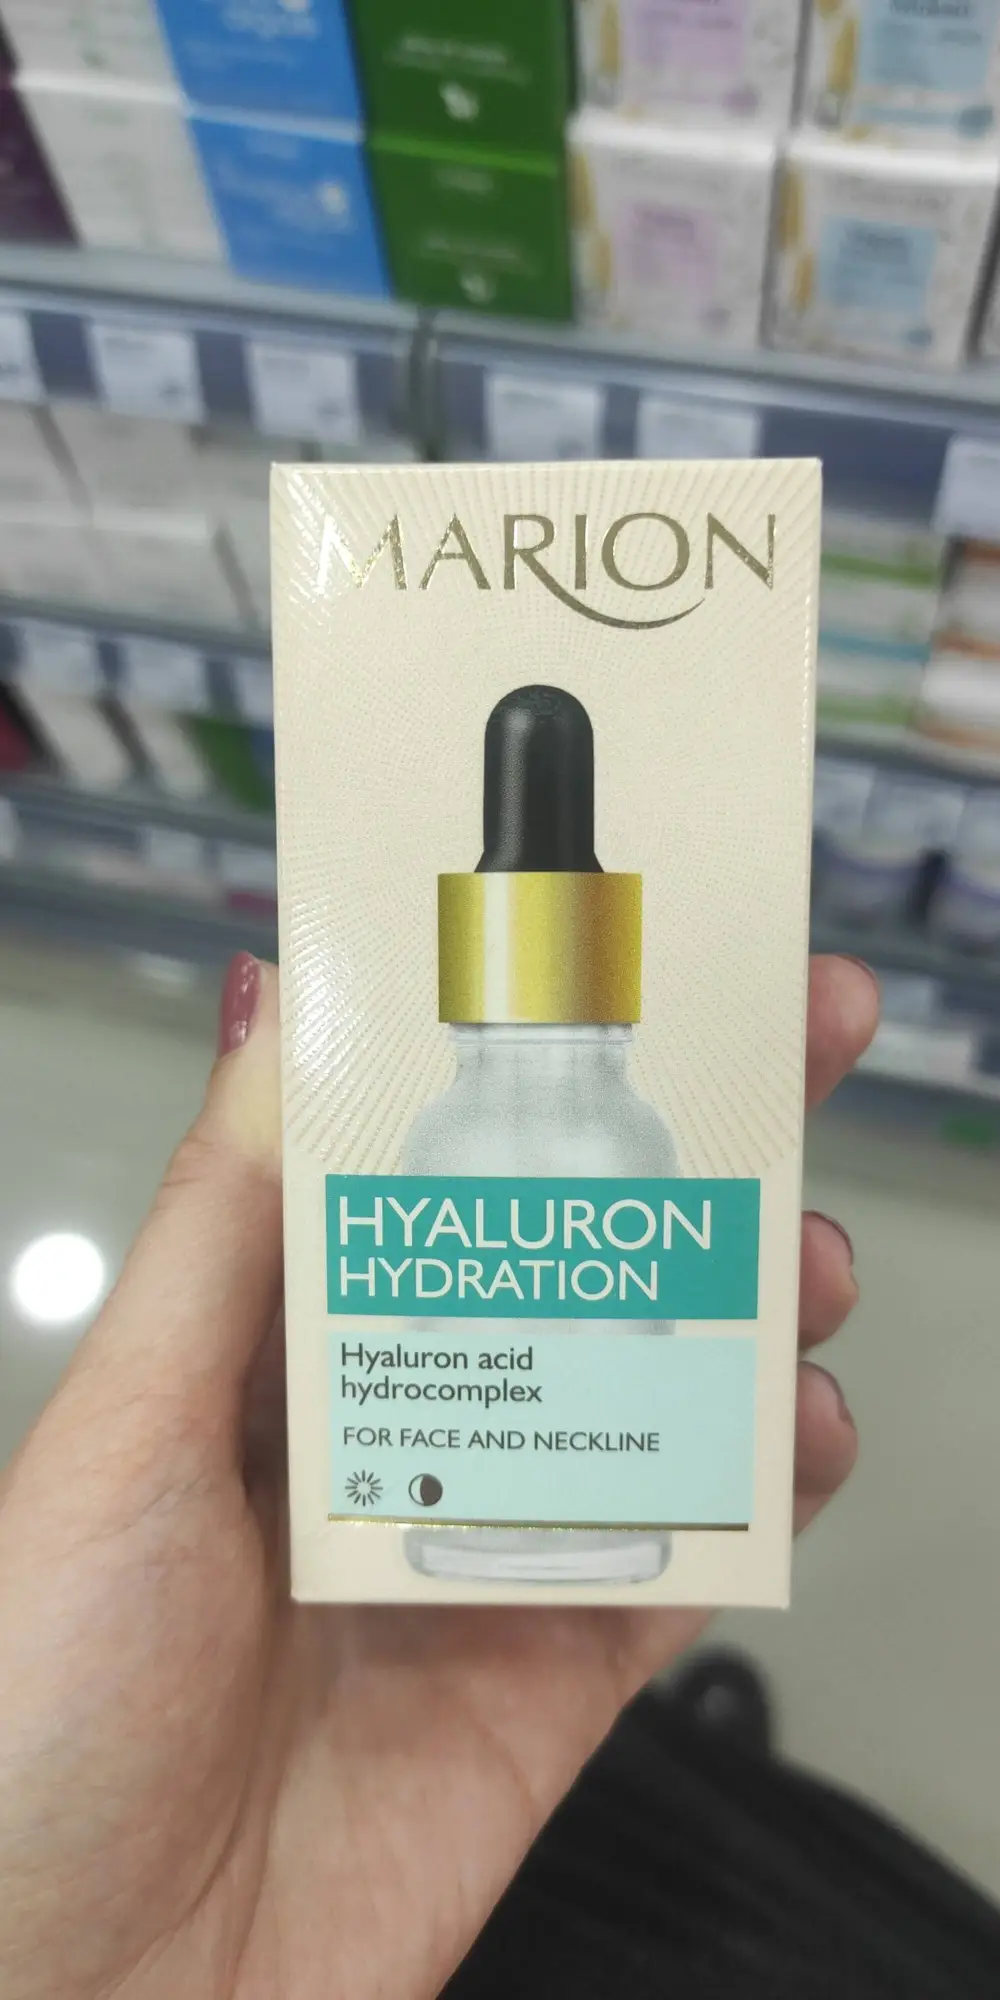 MARION
HYALURON
HYDRATION
Hyaluron acid
hydrocomplex
FOR FACE AND NECKLINE